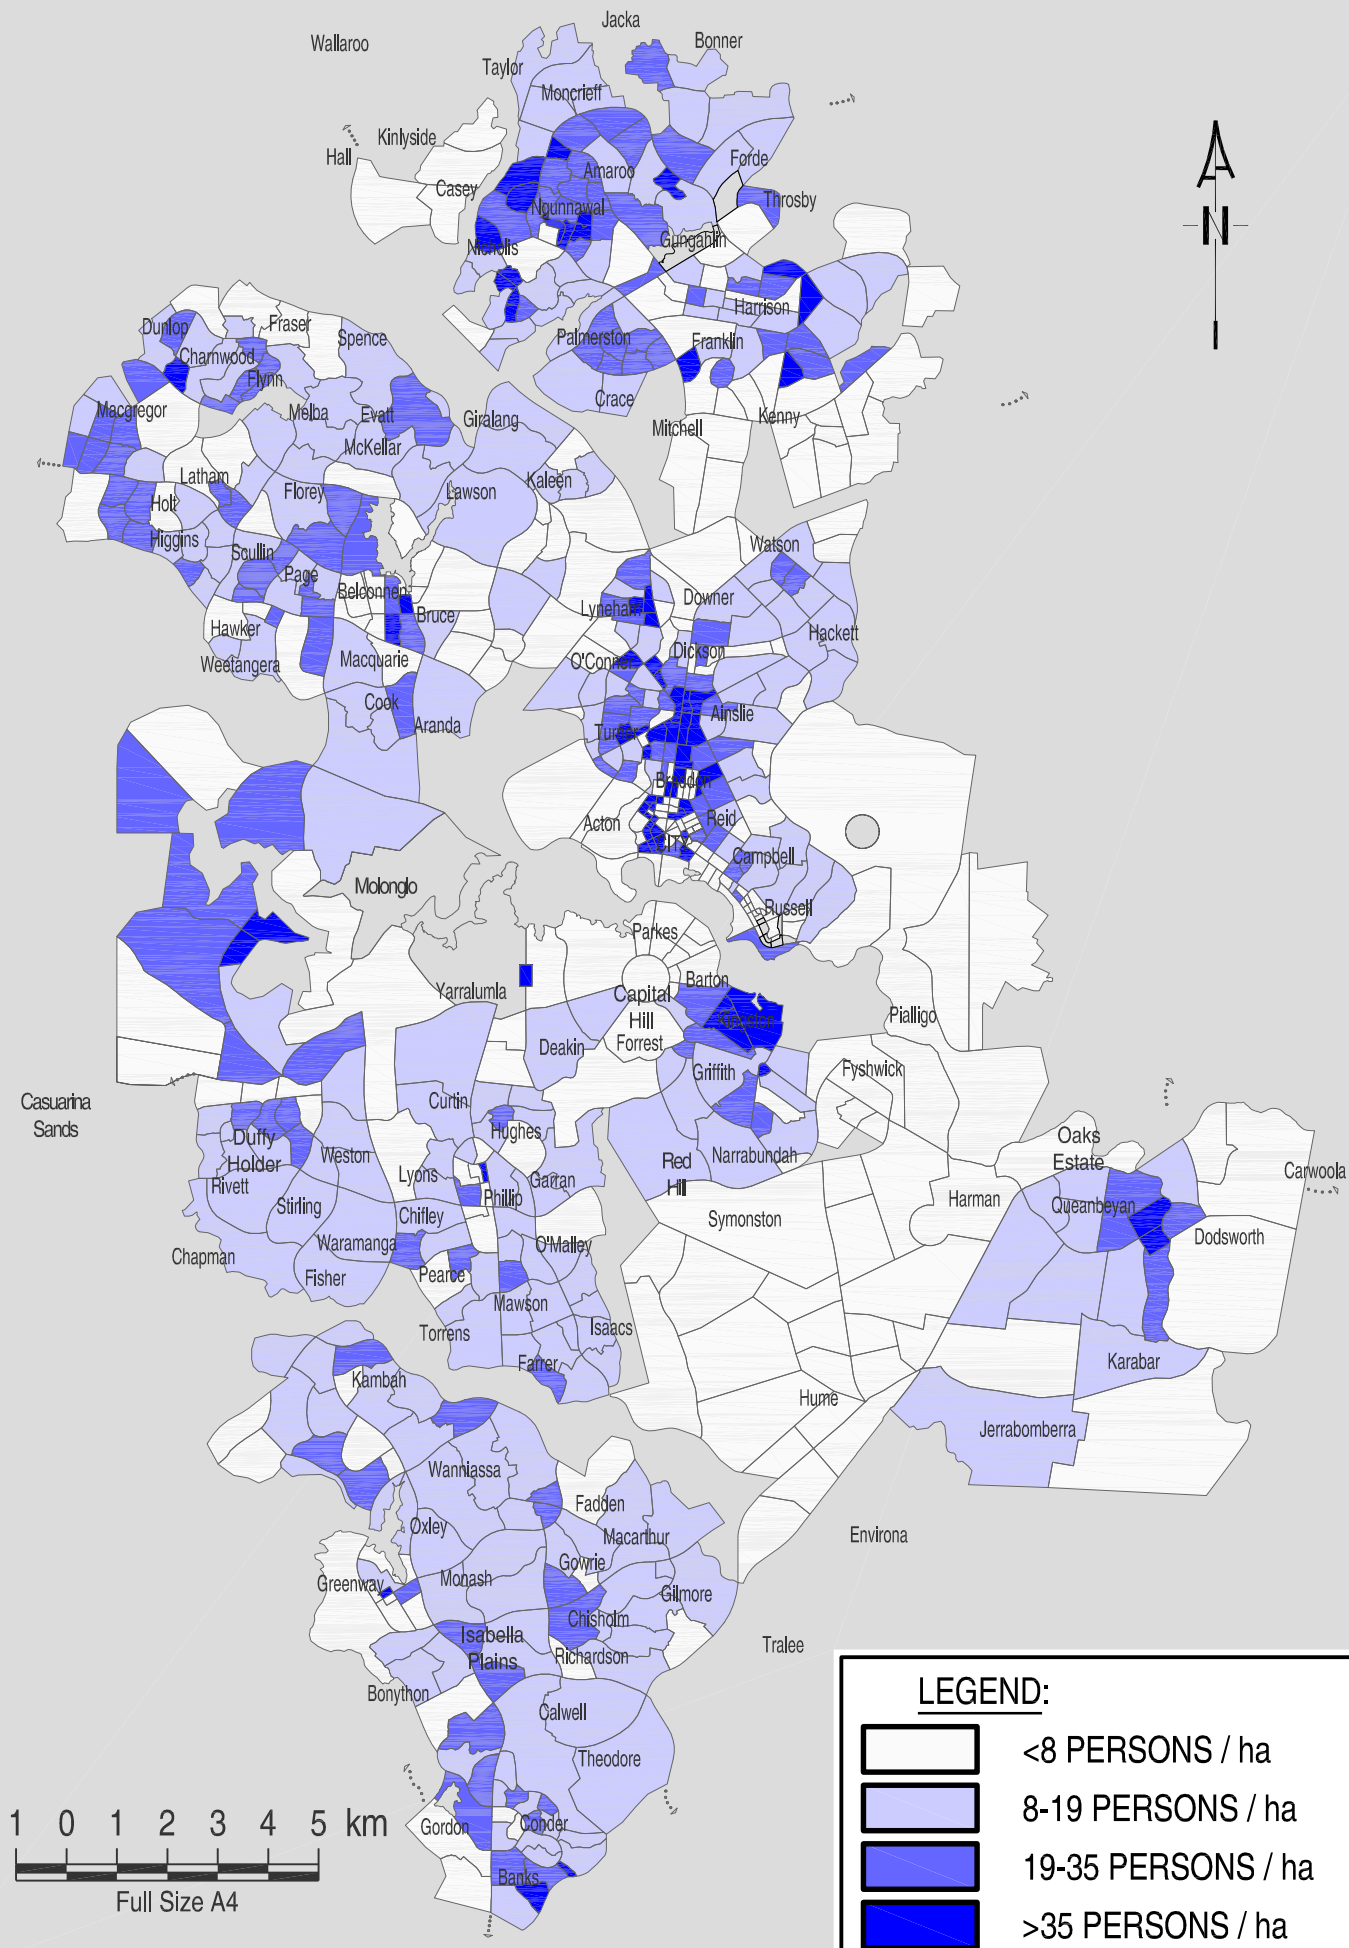 Jacka
Wallaroo
Bonner
Taylor
Moncrieff
Kinlyside
Hall
Forde
Amaroo
Casey
Throsby
Ngunnawal
N
Nicholls
Gungahlin
Harrison
Dunlop
Fraser
Spence
Palmerston
Franklin
Charnwood
Flynn
Crace
Macgregor
Melba
Evatt
Giralang
Kenny
Mitchell
McKellar
Latham
Kaleen
Florey
Lawson
Holt
Higgins
Watson
Scullin
Page
Belconnen
Downer
Lyneham
Bruce
Hawker
Hackett
Dickson
Weetangera
Macquarie
O'Conner
Cook
Ainslie
Aranda
Turner
Braddon
Acton
Reid
CITY
Campbell
Molonglo
Russell
Parkes
Barton
Yarralumla
Capital
Hill
Kingston
Pialligo
Deakin
Forrest
Griffith
Fyshwick
Casuarina
Sands
Curtin
Hughes
Oaks
Estate
Duffy
Holder
Weston
Narrabundah
Red
Hill
Carwoola
Lyons
Garran
Rivett
Phillip
Harman
Stirling
Queanbeyan
Chifley
Symonston
Dodsworth
Waramanga
O'Malley
Chapman
Fisher
Pearce
Mawson
Torrens
Isaacs
Farrer
Karabar
Kambah
Hume
Jerrabomberra
Wanniassa
Fadden
Oxley
Macarthur
Environa
Gowrie
Greenway
Monash
Gilmore
Chisholm
Isabella
Plains
Tralee
Richardson
Bonython
Calwell
Theodore
Gordon
Conder
Banks
1 0 1 2 3 4 5 km
Full Size A4
LEGEND:
<8 PERSONS / ha
8-19 PERSONS / ha
19-35 PERSONS / ha
>35 PERSONS / ha